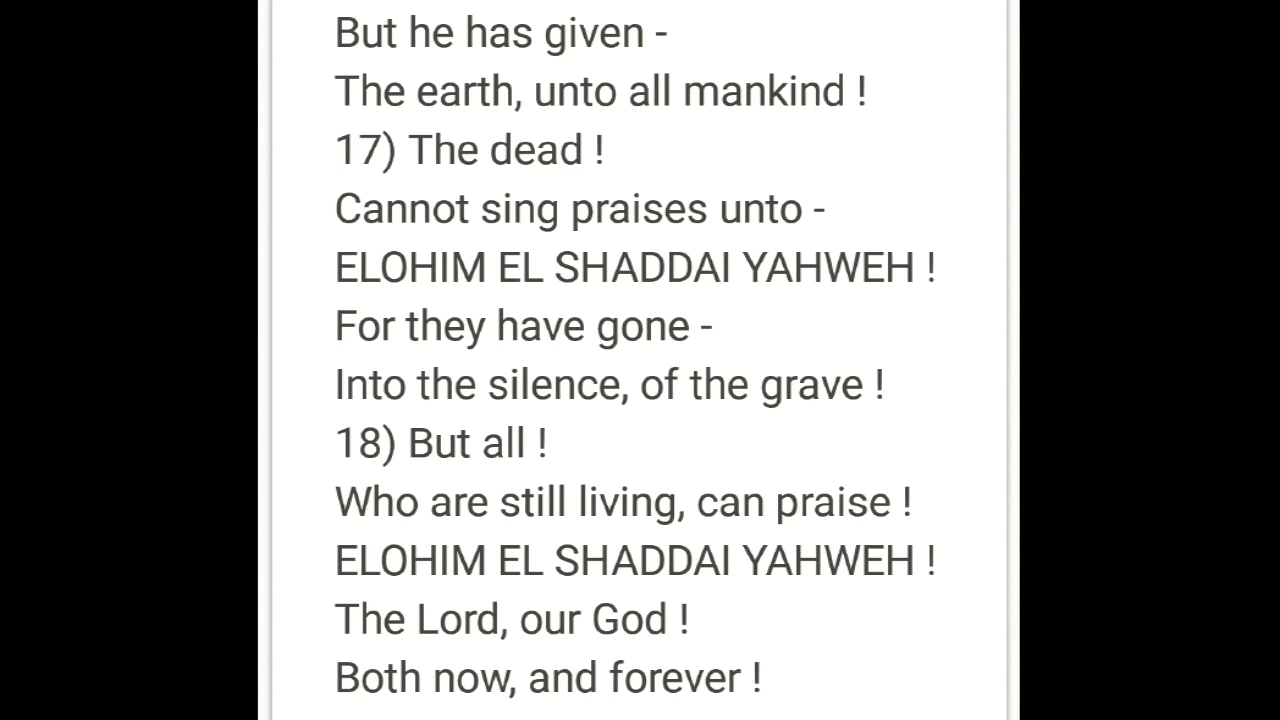 But he has given -
The earth, unto all mankind !
17) The dead !
Cannot sing praises unto -
ELOHIM EL SHADDAI YAHWEH !
For they have gone -
Into the silence, of the grave !
18) But all !
Who are still living, can praise !
ELOHIM EL SHADDAI YAHWEH !
The Lord, our God !
Both now, and forever !